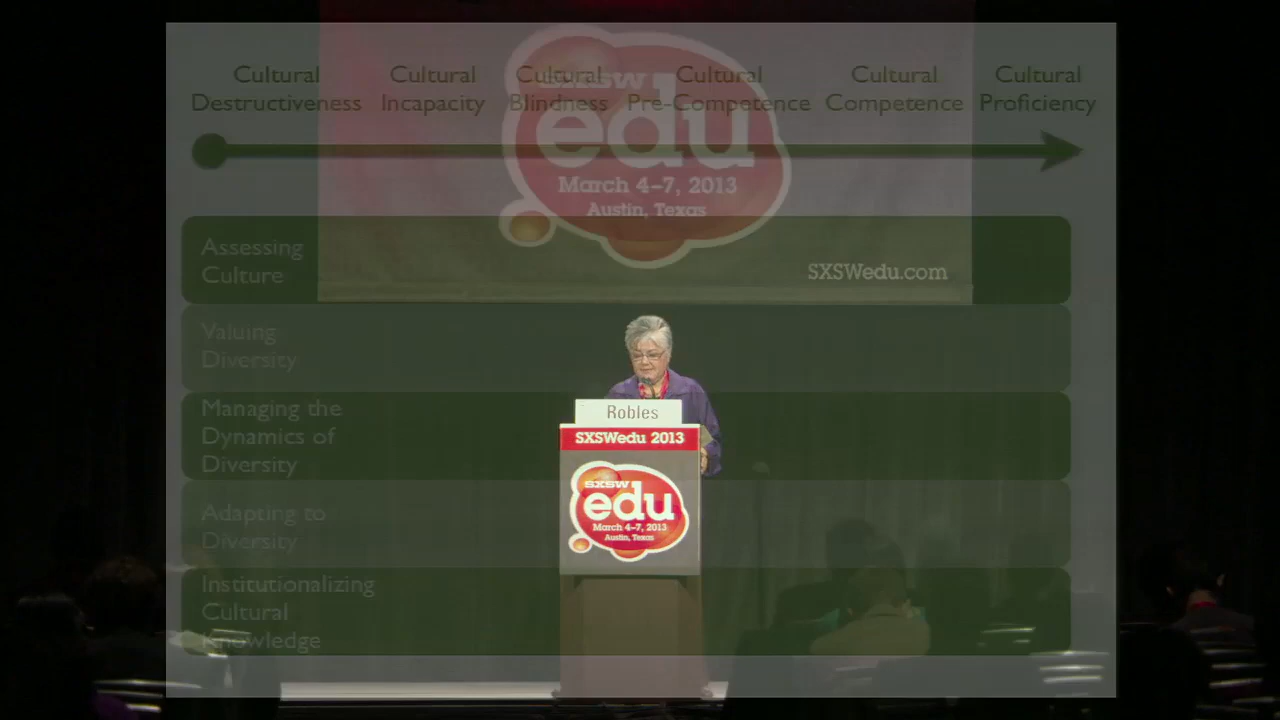 Cultural Destructiveness
Cultural Incapacity
Cultural Blindness
Cultural Pre-Competence
Cultural Competence
Cultural Proficiency
sxsw
edu
March 4-7, 2013
Austin, Texas
SXSWedu.com
Assessing
Culture
Valuing
Diversity
Managing the
Dynamics of
Diversity
Adapting to
Diversity
Institutionalizing
Cultural
Knowledge
Robles
SXSWedu 2013
sxsw
edu
March 4-7, 2013
Austin, Texas